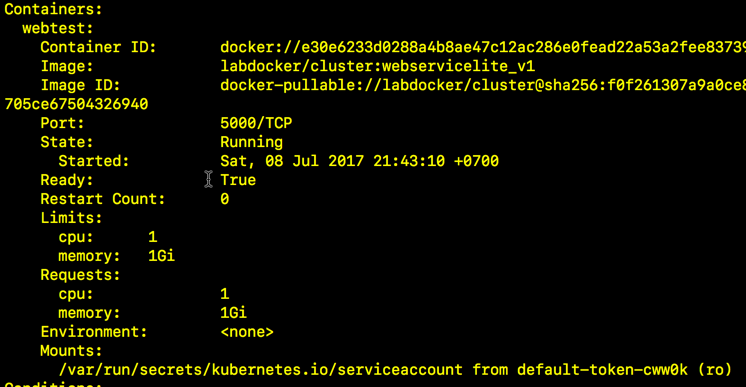 Containers:
  webtest:
    Container ID:       docker://e30e6233d0288a4b8ae47c12ac286e0fead22a53a2fee83739
    Image:              labdocker/cluster:webservicelite_v1
    Image ID:           docker-pullable://labdocker/cluster@sha256:f0f261307a9a0ce8
705ce67504326940
    Port:               5000/TCP
    State:              Running
      Started:          Sat, 08 Jul 2017 21:43:10 +0700
    Ready:              True
    Restart Count:      0
    Limits:
      cpu:      1
      memory:   1Gi
    Requests:
      cpu:              1
      memory:           1Gi
    Environment:        <none>
    Mounts:
      /var/run/secrets/kubernetes.io/serviceaccount from default-token-cww0k (ro)
Conditions: